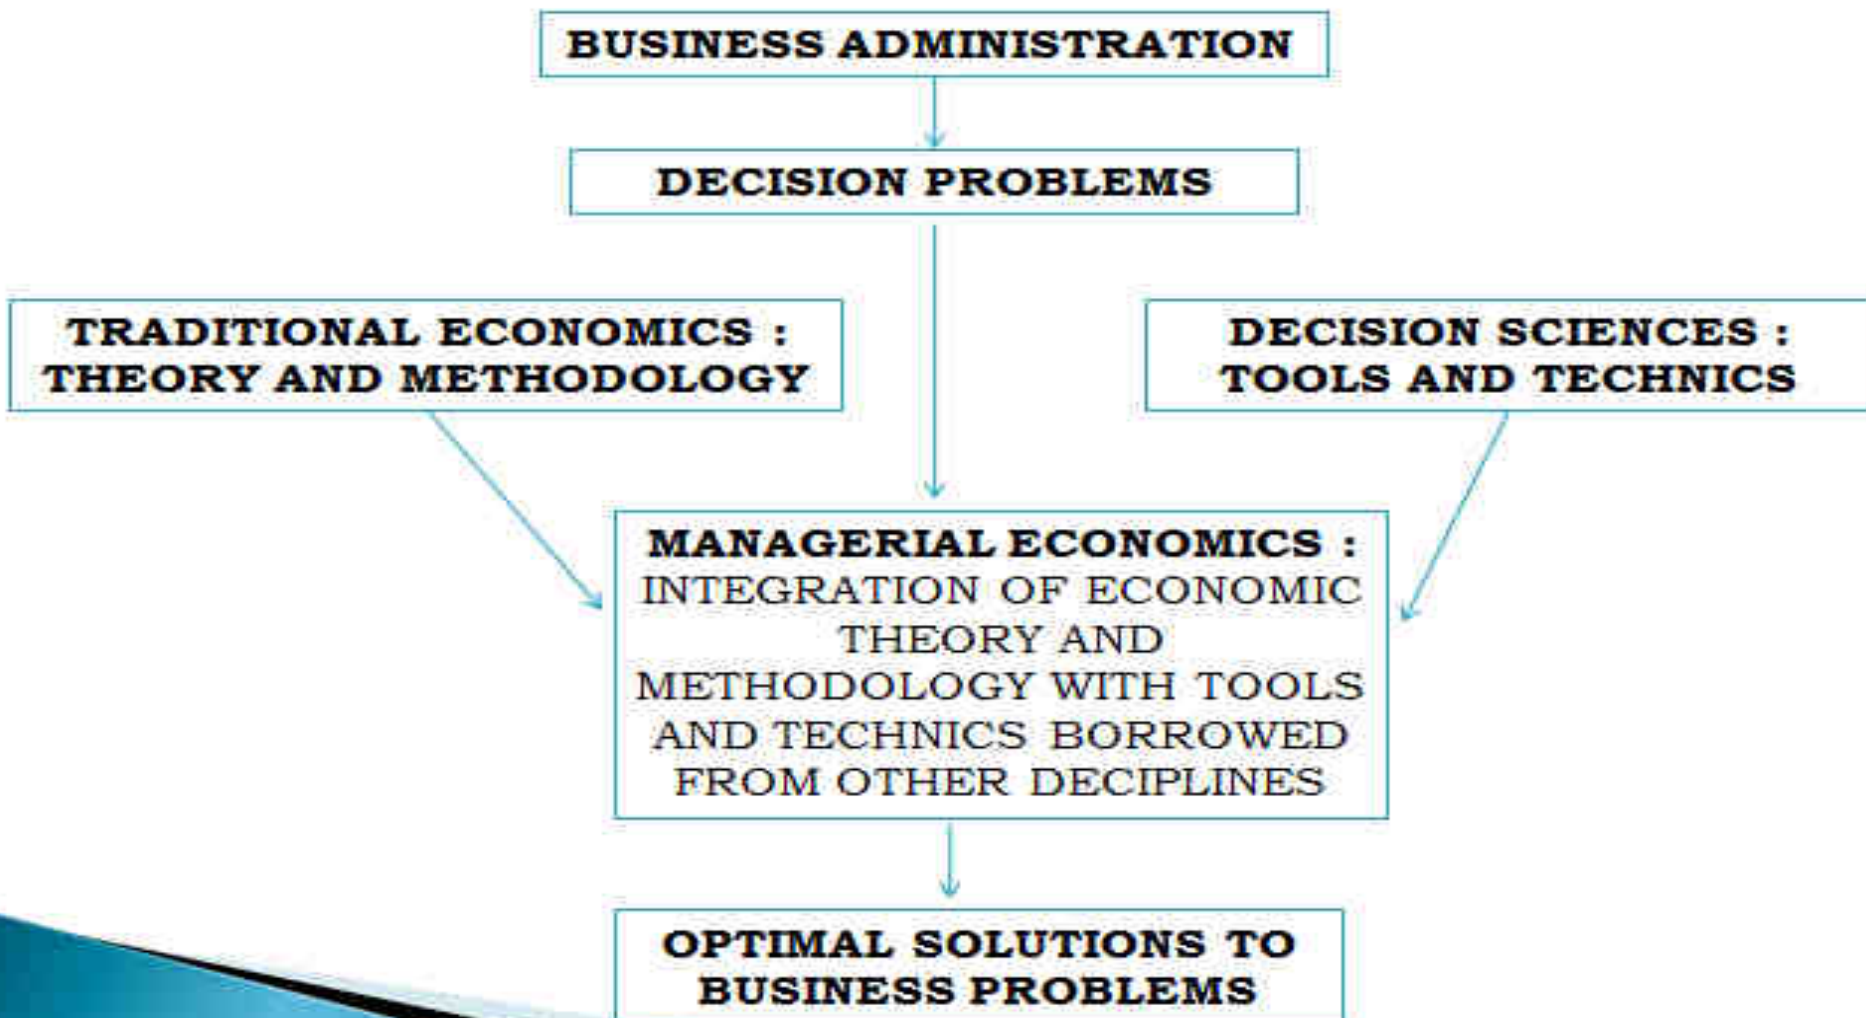 BUSINESS ADMINISTRATION
DECISION PROBLEMS
TRADITIONAL ECONOMICS :
THEORY AND METHODOLOGY
DECISION SCIENCES :
TOOLS AND TECHNICS
MANAGERIAL ECONOMICS :
INTEGRATION OF ECONOMIC
THEORY AND
METHODOLOGY WITH TOOLS
AND TECHNICS BORROWED
FROM OTHER DECIPLINES
OPTIMAL SOLUTIONS TO
BUSINESS PROBLEMS